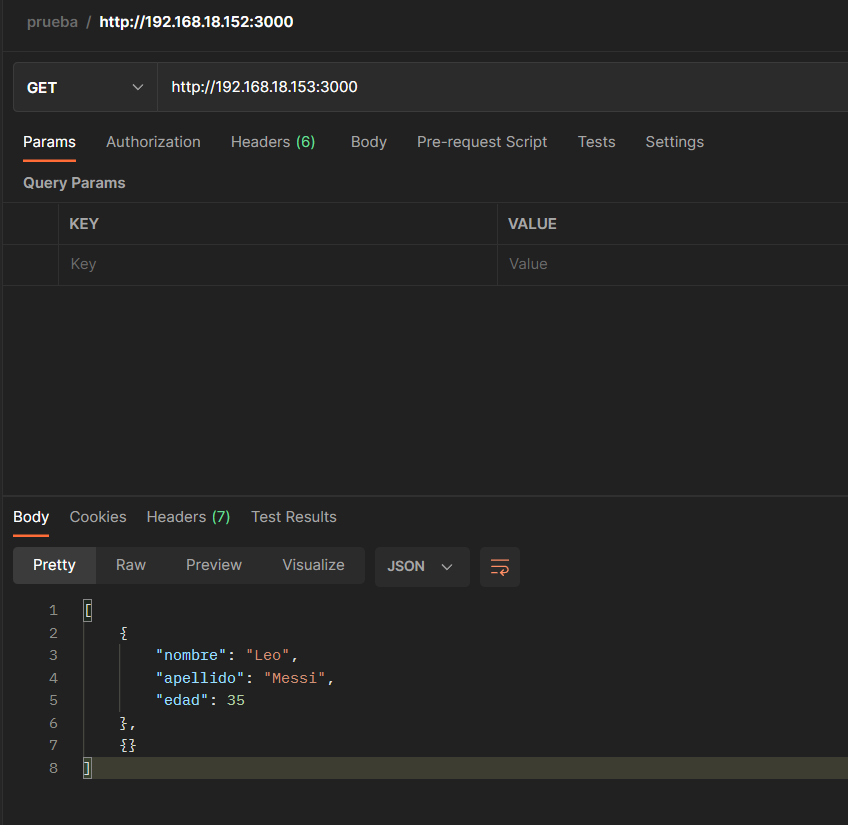 prueba / http://192.168.18.152:3000
GET http://192.168.18.153:3000
Params Authorization Headers (6) Body Pre-request Script Tests Settings
Query Params
KEY VALUE
Key Value
Body Cookies Headers (7) Test Results
Pretty Raw Preview Visualize JSON
1 [
2 {
3 "nombre": "Leo",
4 "apellido": "Messi",
5 "edad": 35
6 },
7 {}
8 ]